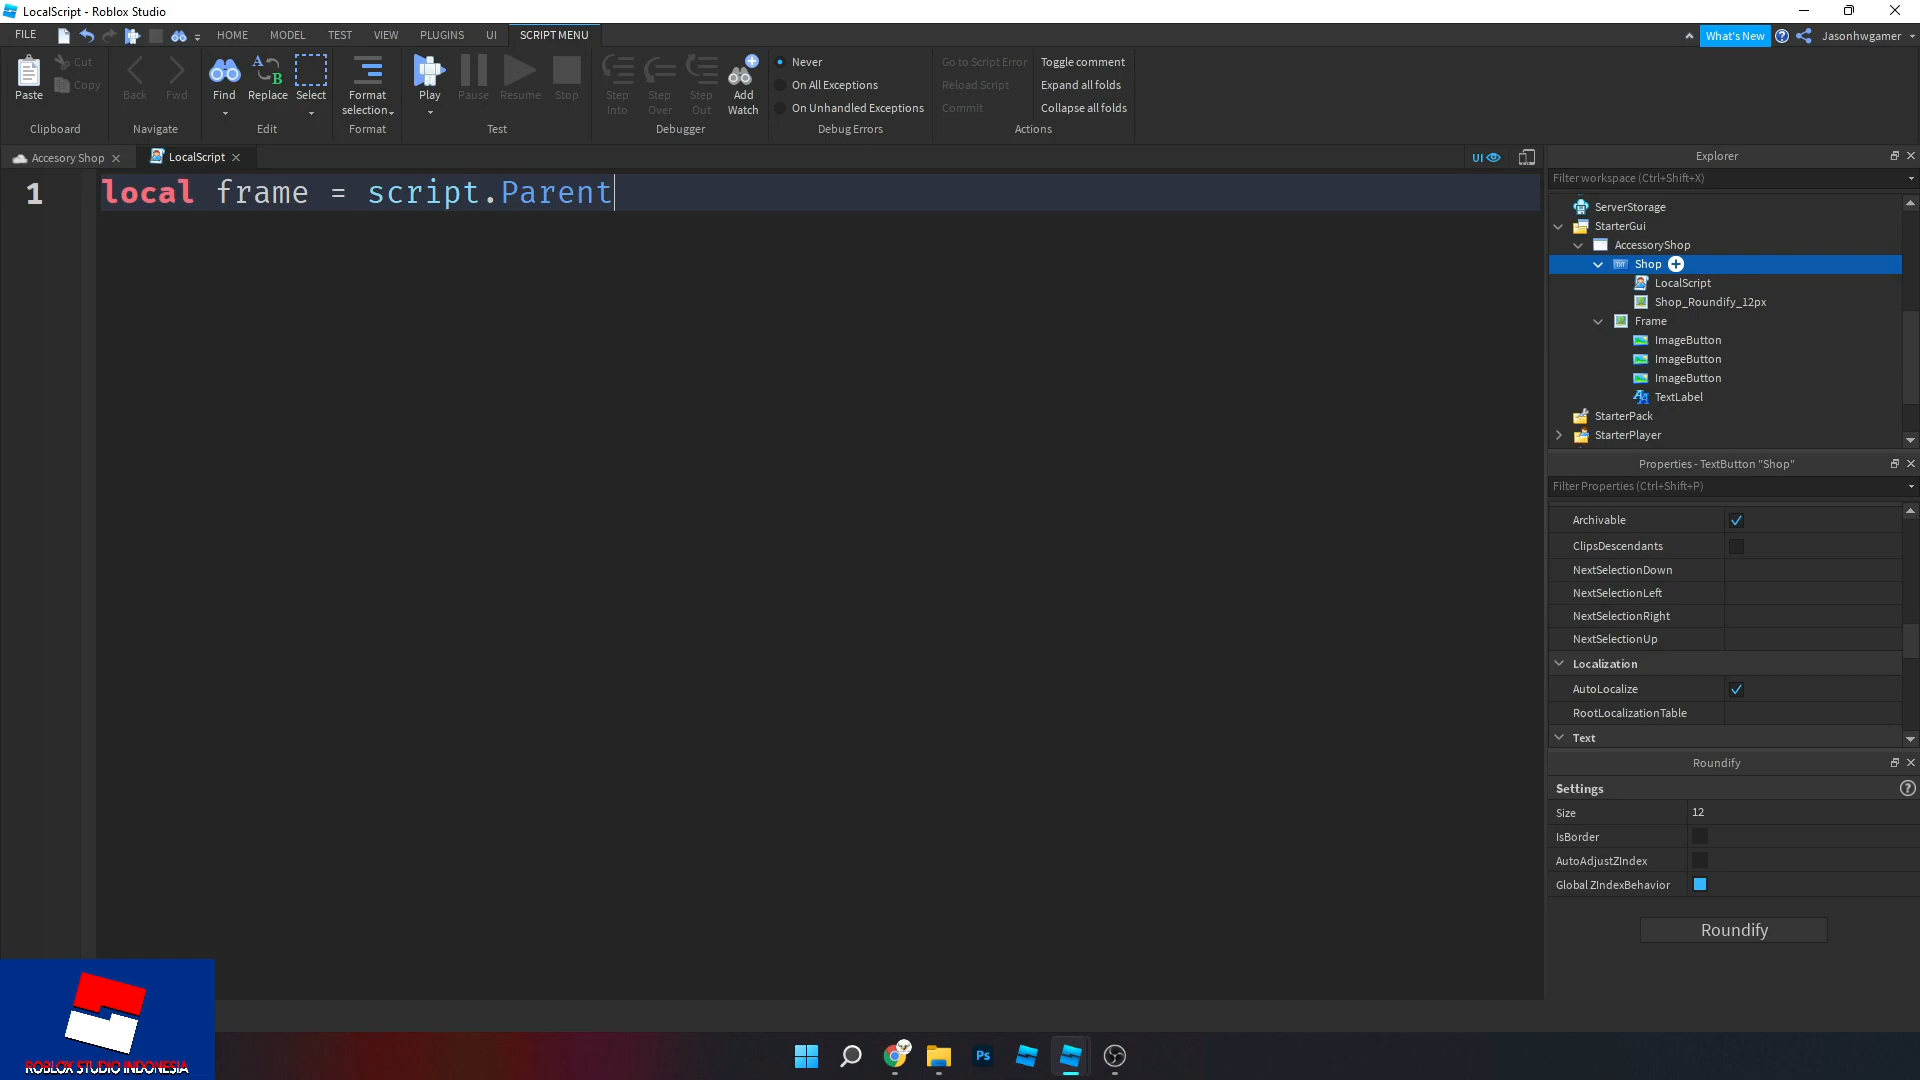 LocalScript - Roblox Studio
FILE HOME MODEL TEST VIEW PLUGINS UI SCRIPT MENU What's New Jasonhwgamer
Paste Cut Copy Back Fwd Find Replace Select Format selection Play Pause Resume Stop Step Into Step Over Step Out Add Watch
Never Go to Script Error Toggle comment
On All Exceptions Reload Script Expand all folds
On Unhandled Exceptions Commit Collapse all folds
Clipboard Navigate Edit Format Test Debugger Debug Errors Actions
Accesory Shop LocalScript UI
1 local frame = script.Parent
Explorer
Filter workspace (Ctrl+Shift+X)
ServerStorage
StarterGui
AccessoryShop
Shop
LocalScript
Shop_Roundify_12px
Frame
ImageButton
ImageButton
ImageButton
TextLabel
StarterPack
StarterPlayer
Properties - TextButton "Shop"
Filter Properties (Ctrl+Shift+P)
Archivable
ClipsDescendants
NextSelectionDown
NextSelectionLeft
NextSelectionRight
NextSelectionUp
Localization
AutoLocalize
RootLocalizationTable
Text
Roundify
Settings
Size 12
IsBorder
AutoAdjustZIndex
Global ZIndexBehavior
Roundify
ROBLOX STUDIO INDONESIA
Ps